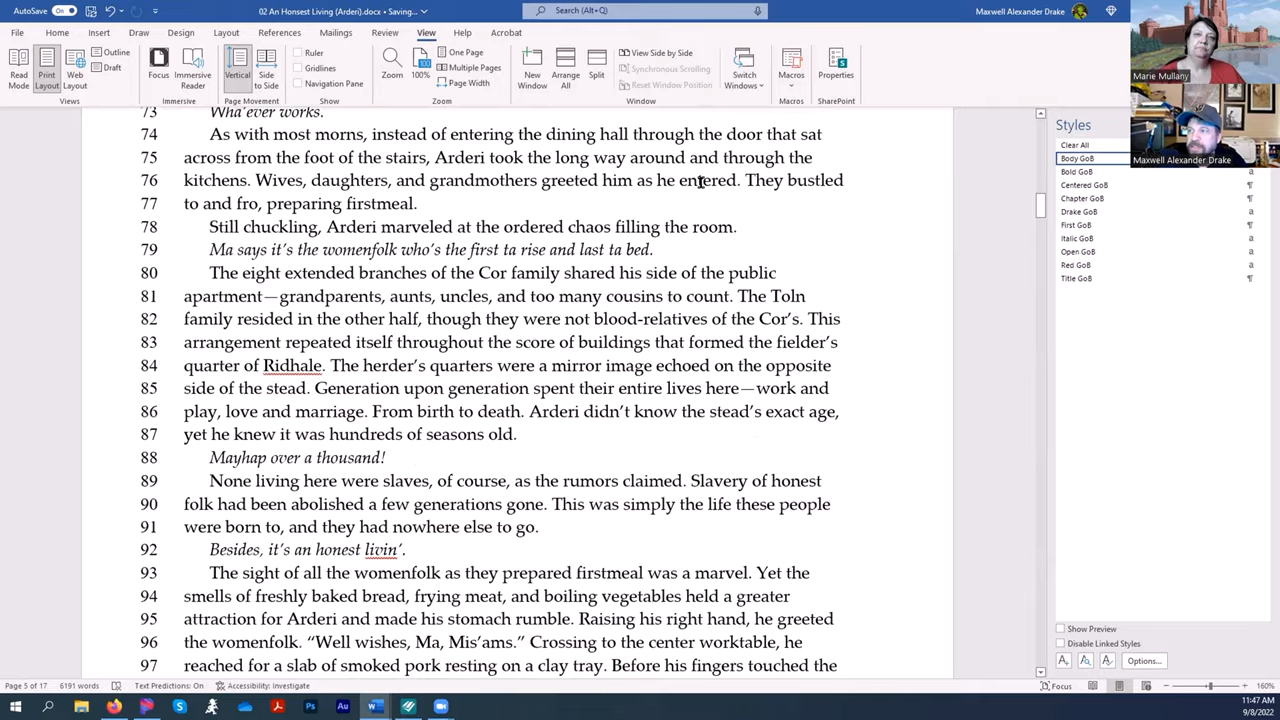 AutoSave On 02 An Honsest Living (Arderi).docx • Saving... Search (Alt+Q) Maxwell Alexander Drake
File Home Insert Draw Design Layout References Mailings Review View Help Acrobat
Read Mode Print Layout Web Layout Outline Draft Focus Immersive Reader Vertical Side to Side Ruler Gridlines Navigation Pane Zoom 100% One Page Multiple Pages Page Width New Window Arrange All Split View Side by Side Synchronous Scrolling Reset Window Position Switch Windows Macros Properties
Views Immersive Page Movement Show Zoom Window Macros SharePoint
Marie Mullany
Maxwell Alexander Drake
73 Wha'ever works.
74 As with most morns, instead of entering the dining hall through the door that sat
75 across from the foot of the stairs, Arderi took the long way around and through the
76 kitchens. Wives, daughters, and grandmothers greeted him as he entered. They bustled
77 to and fro, preparing firstmeal.
78 Still chuckling, Arderi marveled at the ordered chaos filling the room.
79 Ma says it's the womenfolk who's the first ta rise and last ta bed.
80 The eight extended branches of the Cor family shared his side of the public
81 apartment—grandparents, aunts, uncles, and too many cousins to count. The Toln
82 family resided in the other half, though they were not blood-relatives of the Cor's. This
83 arrangement repeated itself throughout the score of buildings that formed the fielder's
84 quarter of Ridhale. The herder's quarters were a mirror image echoed on the opposite
85 side of the stead. Generation upon generation spent their entire lives here—work and
86 play, love and marriage. From birth to death. Arderi didn't know the stead's exact age,
87 yet he knew it was hundreds of seasons old.
88 Mayhap over a thousand!
89 None living here were slaves, of course, as the rumors claimed. Slavery of honest
90 folk had been abolished a few generations gone. This was simply the life these people
91 were born to, and they had nowhere else to go.
92 Besides, it's an honest livin'.
93 The sight of all the womenfolk as they prepared firstmeal was a marvel. Yet the
94 smells of freshly baked bread, frying meat, and boiling vegetables held a greater
95 attraction for Arderi and made his stomach rumble. Raising his right hand, he greeted
96 the womenfolk. “Well wishes, Ma, Mis'ams.” Crossing to the center worktable, he
97 reached for a slab of smoked pork resting on a clay tray. Before his fingers touched the
Styles
Clear All
Body GoB
Bold GoB a
Centered GoB ¶
Chapter GoB ¶
Drake GoB a
First GoB ¶
Italic GoB a
Open GoB a
Red GoB a
Title GoB ¶
Show Preview
Disable Linked Styles
Options...
Page 5 of 17 6191 words Text Predictions: On Accessibility: Investigate Focus 160%
11:47 AM
9/8/2022